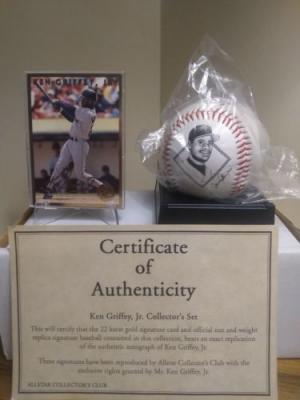 KEN GRIFFEY, JR.
Certificate
of
Authenticity
Ken Griffey, Jr. Collector's Set
This will certify that the 22 karat gold signature card and official size and weight
replica signature baseball contained in this collection, bears an exact replication
of the authentic autograph of Ken Griffey, Jr.
These signatures have been reproduced by Allstar Collector's Club with the
exclusive rights granted by Mr. Ken Griffey, Jr.
ALLSTAR COLLECTOR'S CLUB